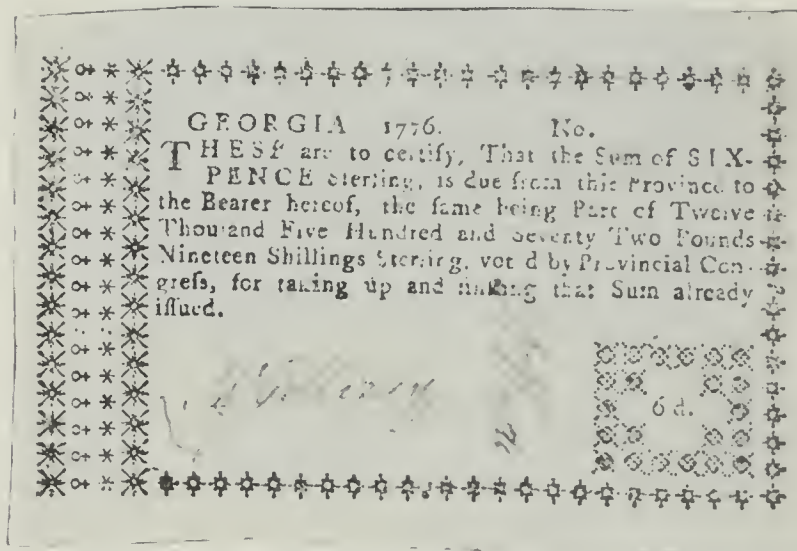 GEORGIA 1776. No.
THESE are to certify, That the Sum of SIX-
PENCE Sterling, is due from this Province to
the Bearer hereof, the ſame being Part of Twelve
Thouſand Five Hundred and Seventy Two Pounds
Nineteen Shillings Sterling, vot d by Provincial Con-
greſs, for taking up and ſinking that Sum already
iſſued.
6 d.